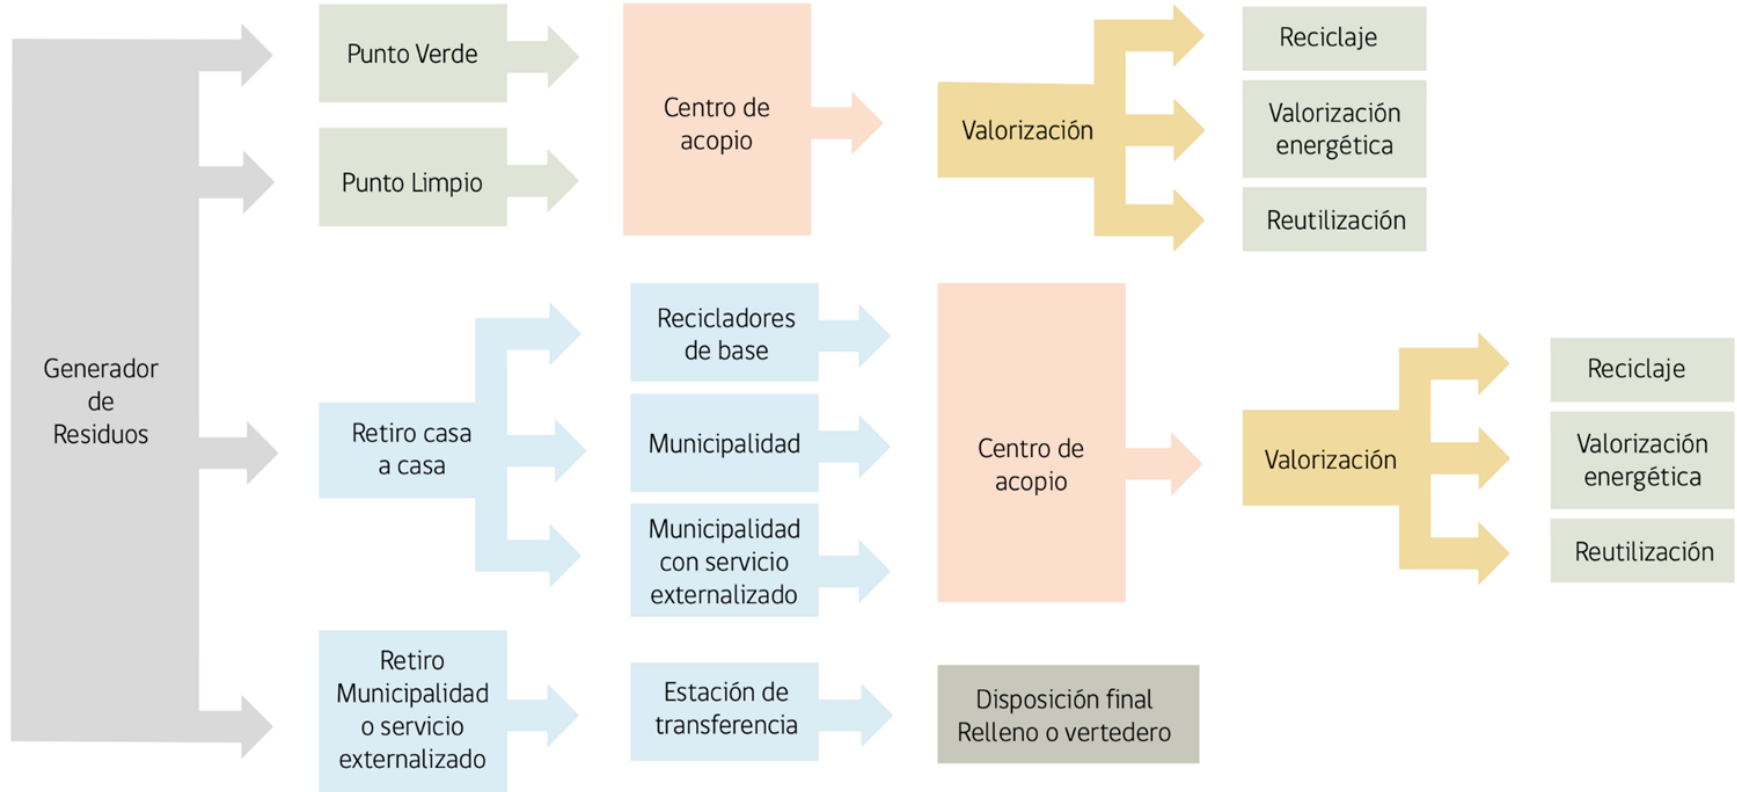 Generador
de
Residuos
Punto Verde
Punto Limpio
Centro de
acopio
Valorización
Reciclaje
Valorización
energética
Reutilización
Retiro casa
a casa
Recicladores
de base
Municipalidad
Municipalidad
con servicio
externalizado
Centro de
acopio
Valorización
Reciclaje
Valorización
energética
Reutilización
Retiro
Municipalidad
o servicio
externalizado
Estación de
transferencia
Disposición final
Relleno o vertedero